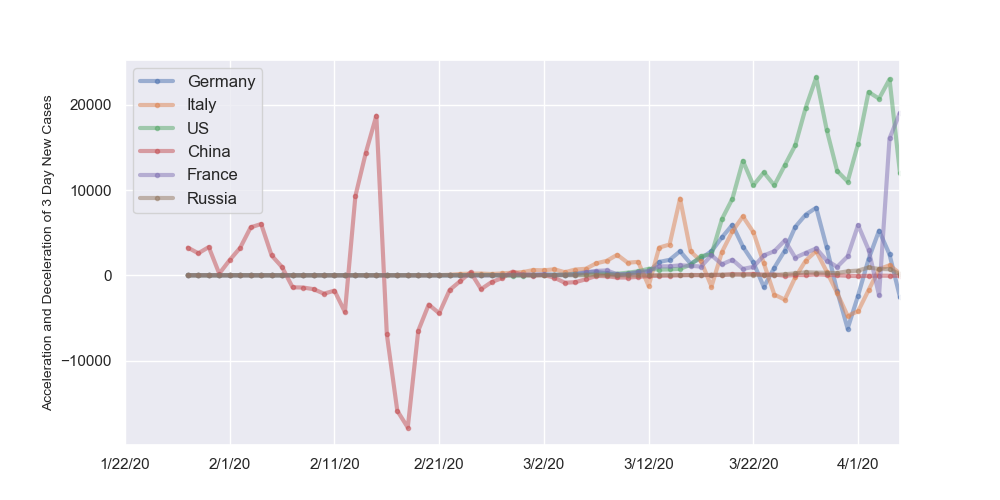 Acceleration and Deceleration of 3 Day New Cases
20000
10000
0
−10000
Germany
Italy
US
China
France
Russia
1/22/20 2/1/20 2/11/20 2/21/20 3/2/20 3/12/20 3/22/20 4/1/20